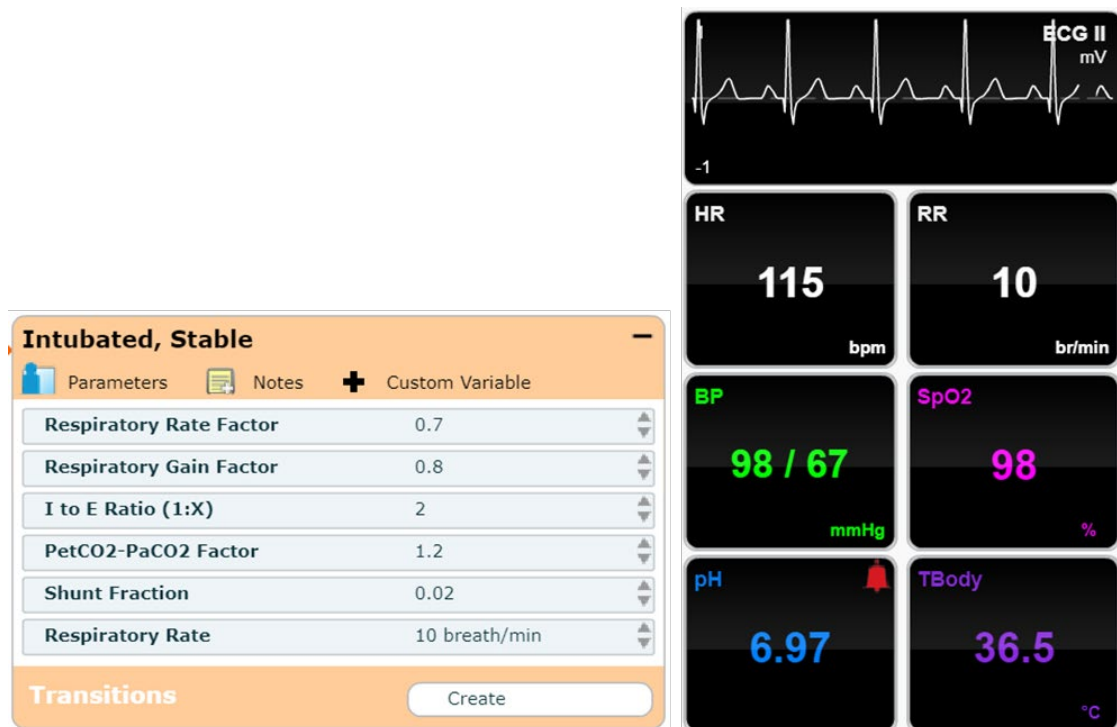 Intubated, Stable
Parameters Notes Custom Variable
Respiratory Rate Factor 0.7
Respiratory Gain Factor 0.8
I to E Ratio (1:X) 2
PetCO2-PaCO2 Factor 1.2
Shunt Fraction 0.02
Respiratory Rate 10 breath/min
Transitions Create
ECG II
mV
-1
HR
115
bpm
RR
10
br/min
BP
98 / 67
mmHg
SpO2
98
%
pH
6.97
TBody
36.5
°C